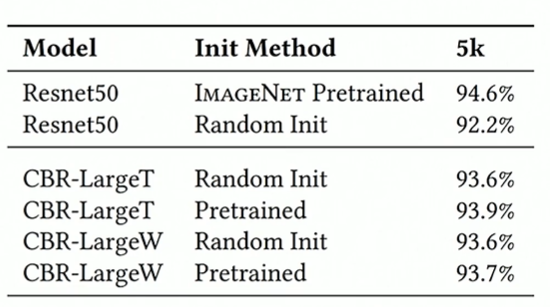 Model Init Method 5k
Resnet50 IMAGENET Pretrained 94.6%
Resnet50 Random Init 92.2%
CBR-LargeT Random Init 93.6%
CBR-LargeT Pretrained 93.9%
CBR-LargeW Random Init 93.6%
CBR-LargeW Pretrained 93.7%